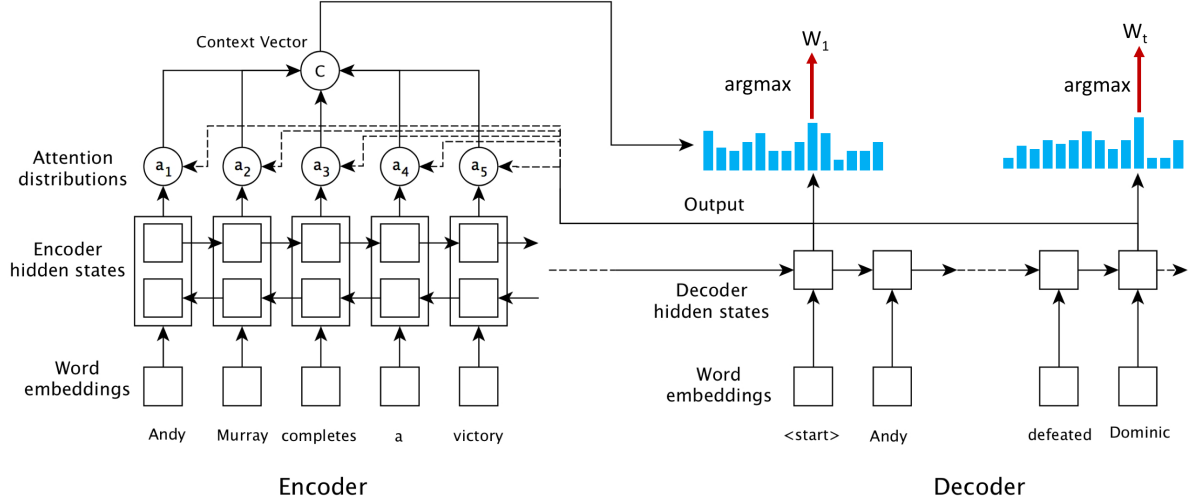 Context Vector
C
W1
Wt
argmax
argmax
Attention
distributions
a1
a2
a3
a4
a5
Output
Encoder
hidden states
Decoder
hidden states
Word
embeddings
Word
embeddings
Andy
Murray
completes
a
victory
<start>
Andy
defeated
Dominic
Encoder
Decoder